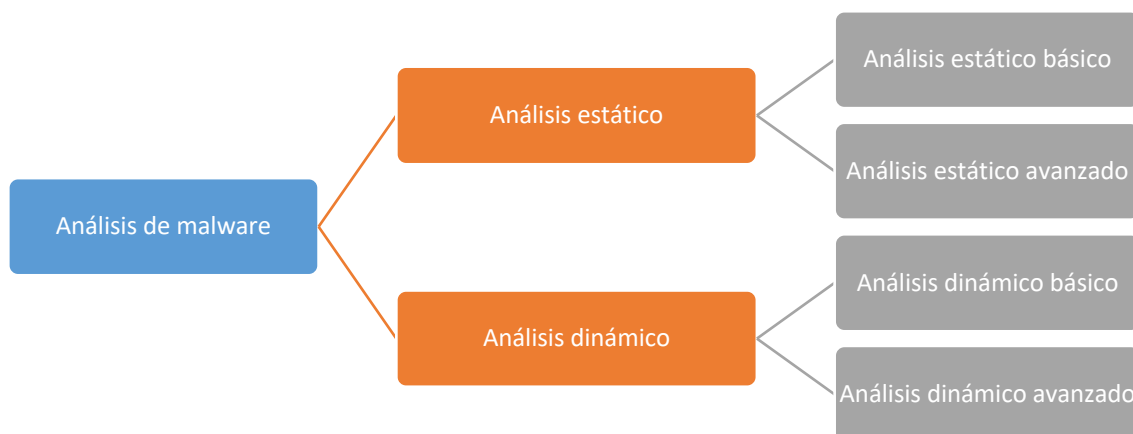 Análisis de malware
Análisis estático
Análisis estático básico
Análisis estático avanzado
Análisis dinámico
Análisis dinámico básico
Análisis dinámico avanzado